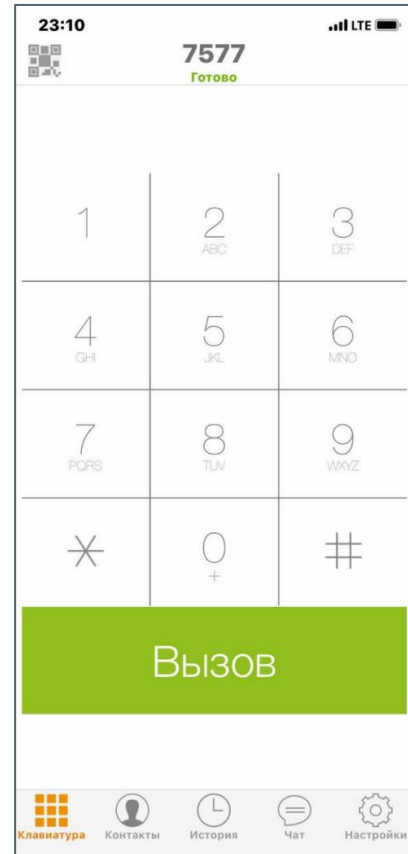 23:10 LTE
7577
Готово
1 2 3
ABC DEF
4 5 6
GHI JKL MNO
7 8 9
PQRS TUV WXYZ
* 0 #
+
Вызов
Клавиатура Контакты История Чат Настройки